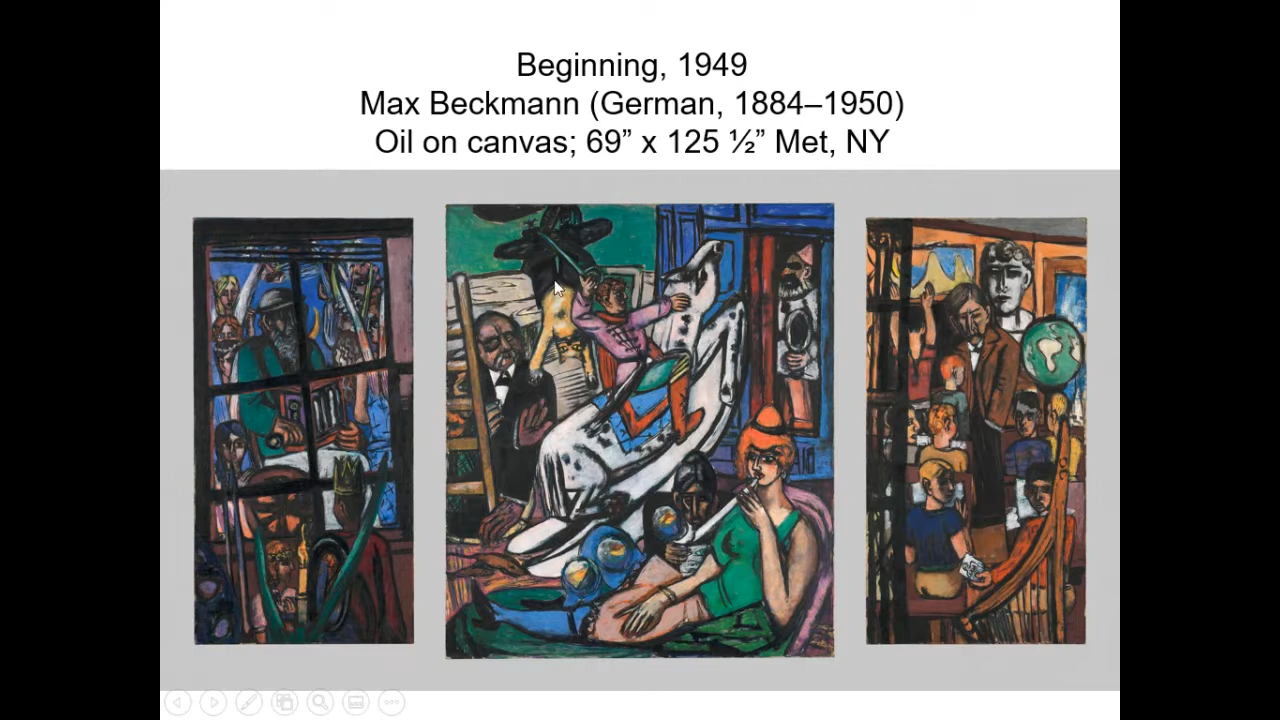 Beginning, 1949
Max Beckmann (German, 1884–1950)
Oil on canvas; 69” x 125 ½” Met, NY